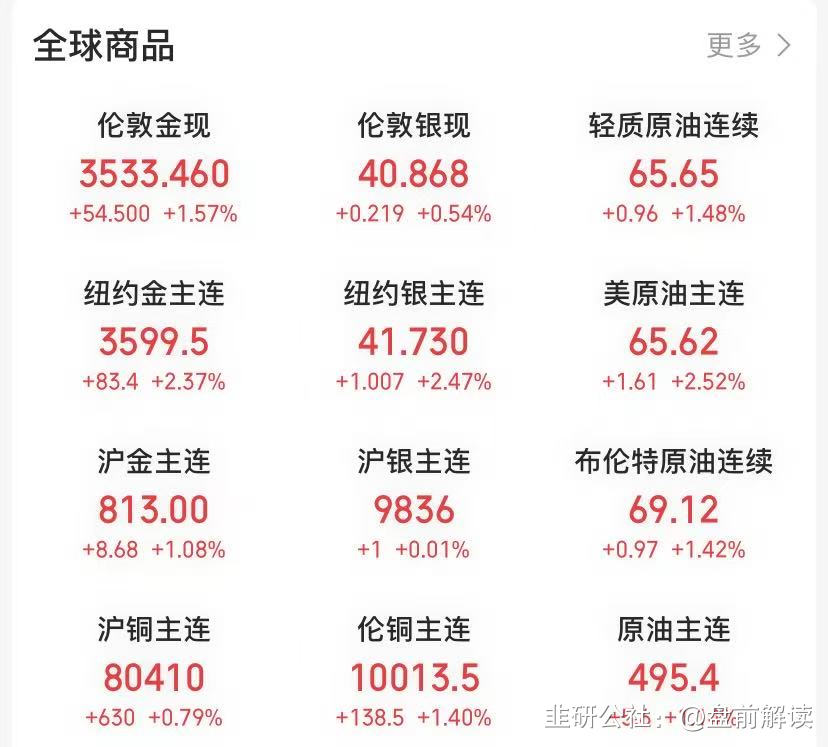 全球商品 更多
伦敦金现 伦敦银现 轻质原油连续
3533.460 40.868 65.65
+54.500 +1.57% +0.219 +0.54% +0.96 +1.48%
纽约金主连 纽约银主连 美原油主连
3599.5 41.730 65.62
+83.4 +2.37% +1.007 +2.47% +1.61 +2.52%
沪金主连 沪银主连 布伦特原油连续
813.00 9836 69.12
+8.68 +1.08% +1 +0.01% +0.97 +1.42%
沪铜主连 伦铜主连 原油主连
80410 10013.5 495.4
+630 +0.79% +138.5 +1.40%
韭研公社：@盘前解读